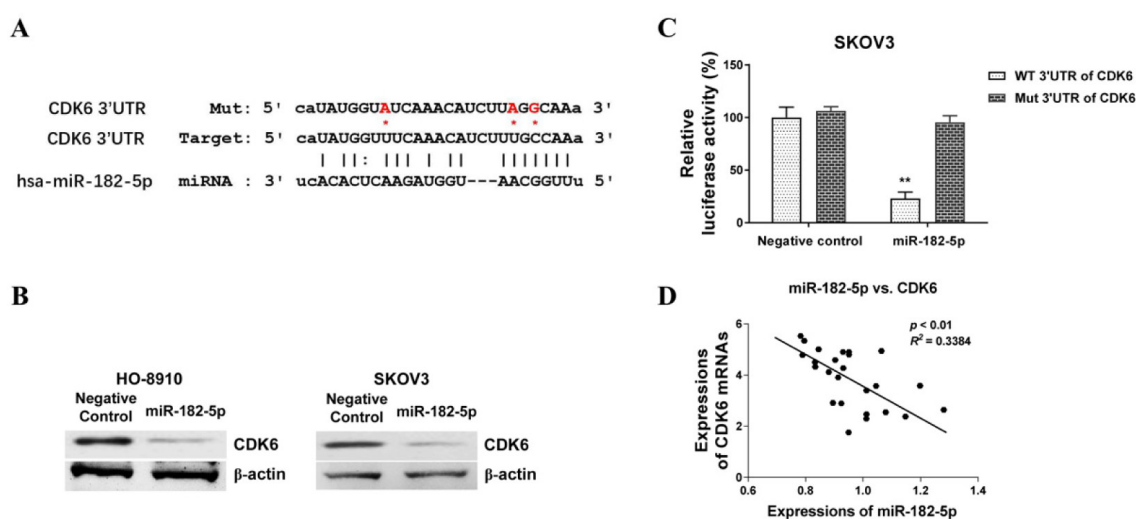 A
CDK6 3'UTR Mut: 5' caUAUGGUAUCAAACAUCUUAGGCAAa 3'
* * *
CDK6 3'UTR Target: 5' caUAUGGUUUCAAACAUCUUUGCCAAa 3'
| || : ||| | || |||||||
hsa-miR-182-5p miRNA : 3' ucACACUCAAGAUGGU---AACGGUUu 5'
B
HO-8910
Negative Control miR-182-5p
CDK6
β-actin
SKOV3
Negative Control miR-182-5p
CDK6
β-actin
C
SKOV3
Relative
luciferase activity (%)
150
100
50
0
**
Negative control miR-182-5p
WT 3'UTR of CDK6
Mut 3'UTR of CDK6
D
miR-182-5p vs. CDK6
p < 0.01
R² = 0.3384
Expressions
of CDK6 mRNAs
6
4
2
0
0.6 0.8 1.0 1.2 1.4
Expressions of miR-182-5p